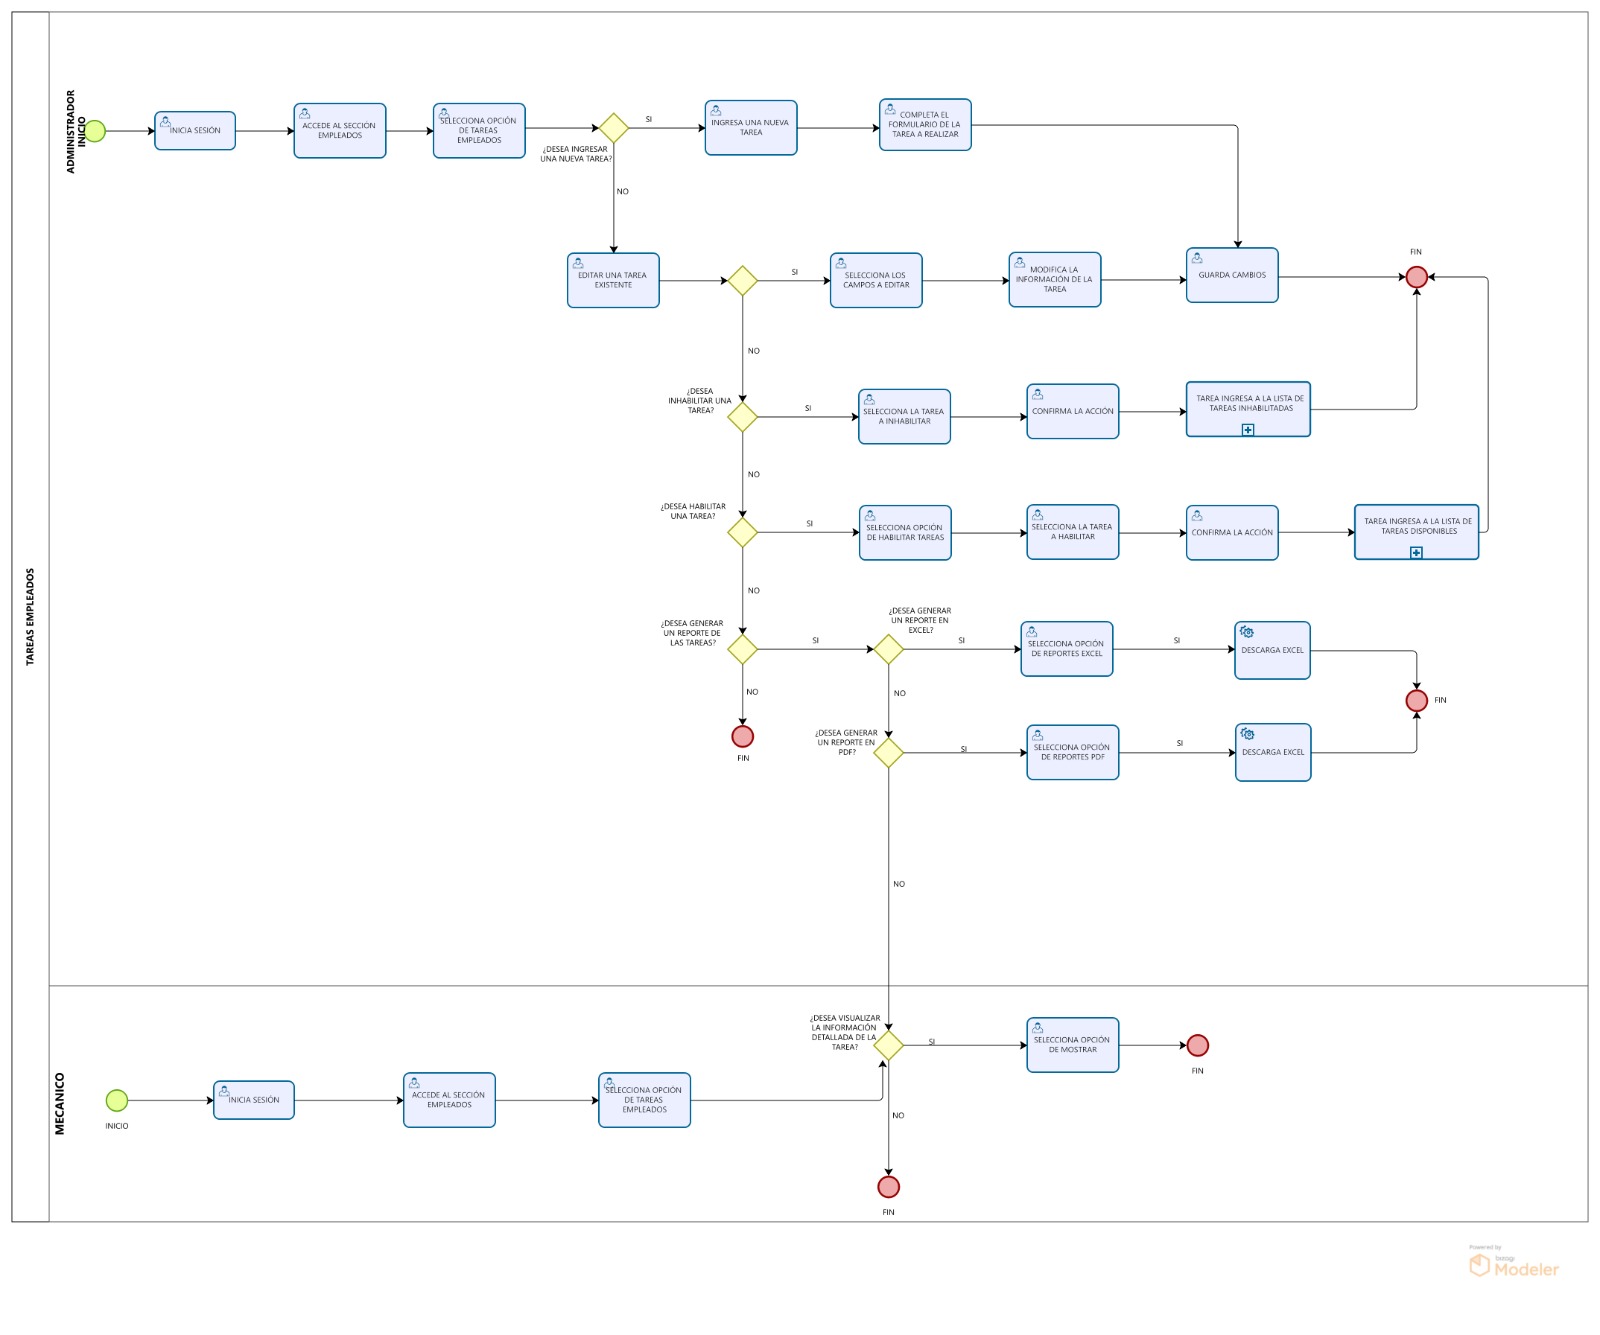 TAREAS EMPLEADOS
ADMINISTRADOR
INICIO
INICIA SESIÓN
ACCEDE AL SECCIÓN
EMPLEADOS
SELECCIONA OPCIÓN
DE TAREAS
EMPLEADOS
¿DESEA INGRESAR
UNA NUEVA TAREA?
SI
INGRESA UNA NUEVA
TAREA
COMPLETA EL
FORMULARIO DE LA
TAREA A REALIZAR
NO
EDITAR UNA TAREA
EXISTENTE
SI
SELECCIONA LOS
CAMPOS A EDITAR
MODIFICA LA
INFORMACIÓN DE LA
TAREA
GUARDA CAMBIOS
FIN
NO
¿DESEA
INHABILITAR UNA
TAREA?
SI
SELECCIONA LA TAREA
A INHABILITAR
CONFIRMA LA ACCIÓN
TAREA INGRESA A LA LISTA DE
TAREAS INHABILITADAS
NO
¿DESEA HABILITAR
UNA TAREA?
SI
SELECCIONA OPCIÓN
DE HABILITAR TAREAS
SELECCIONA LA TAREA
A HABILITAR
CONFIRMA LA ACCIÓN
TAREA INGRESA A LA LISTA DE
TAREAS DISPONIBLES
NO
¿DESEA GENERAR
UN REPORTE DE
LAS TAREAS?
SI
¿DESEA GENERAR
UN REPORTE EN
EXCEL?
SI
SELECCIONA OPCIÓN
DE REPORTES EXCEL
SI
DESCARGA EXCEL
NO
FIN
NO
FIN
¿DESEA GENERAR
UN REPORTE EN
PDF?
SI
SELECCIONA OPCIÓN
DE REPORTES PDF
SI
DESCARGA EXCEL
NO
MECANICO
INICIO
INICIA SESIÓN
ACCEDE AL SECCIÓN
EMPLEADOS
SELECCIONA OPCIÓN
DE TAREAS
EMPLEADOS
¿DESEA VISUALIZAR
LA INFORMACIÓN
DETALLADA DE LA
TAREA?
SI
SELECCIONA OPCIÓN
DE MOSTRAR
FIN
NO
FIN
Powered by
bizagi
Modeler